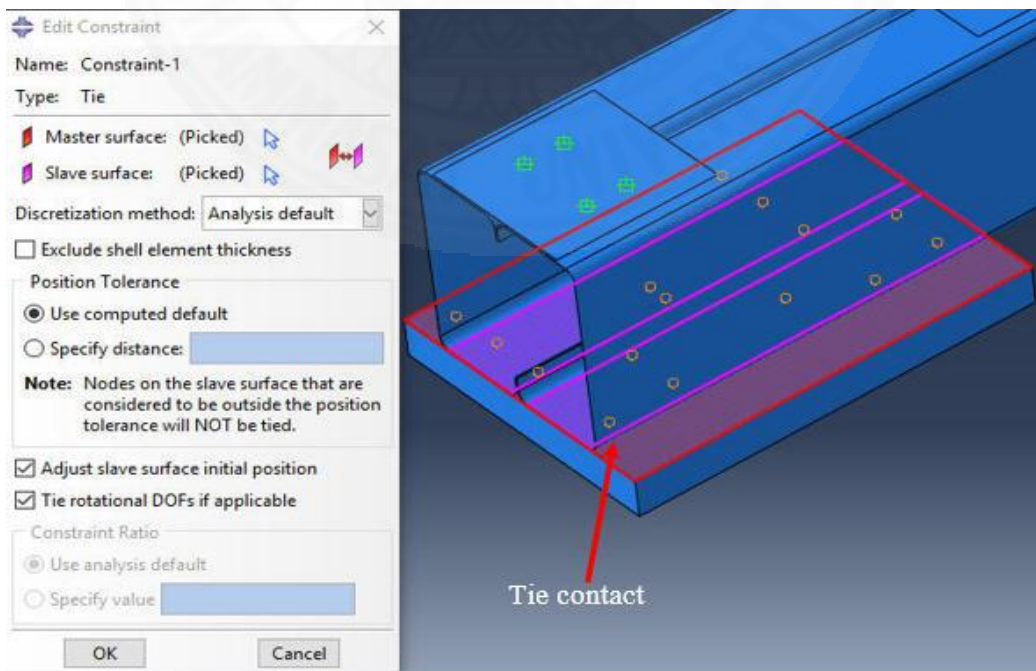 Edit Constraint
Name: Constraint-1
Type: Tie
Master surface: (Picked)
Slave surface: (Picked)
Discretization method: Analysis default
Exclude shell element thickness
Position Tolerance
Use computed default
Specify distance:
Note: Nodes on the slave surface that are
considered to be outside the position
tolerance will NOT be tied.
Adjust slave surface initial position
Tie rotational DOFs if applicable
Constraint Ratio
Use analysis default
Specify value
OK Cancel
Tie contact